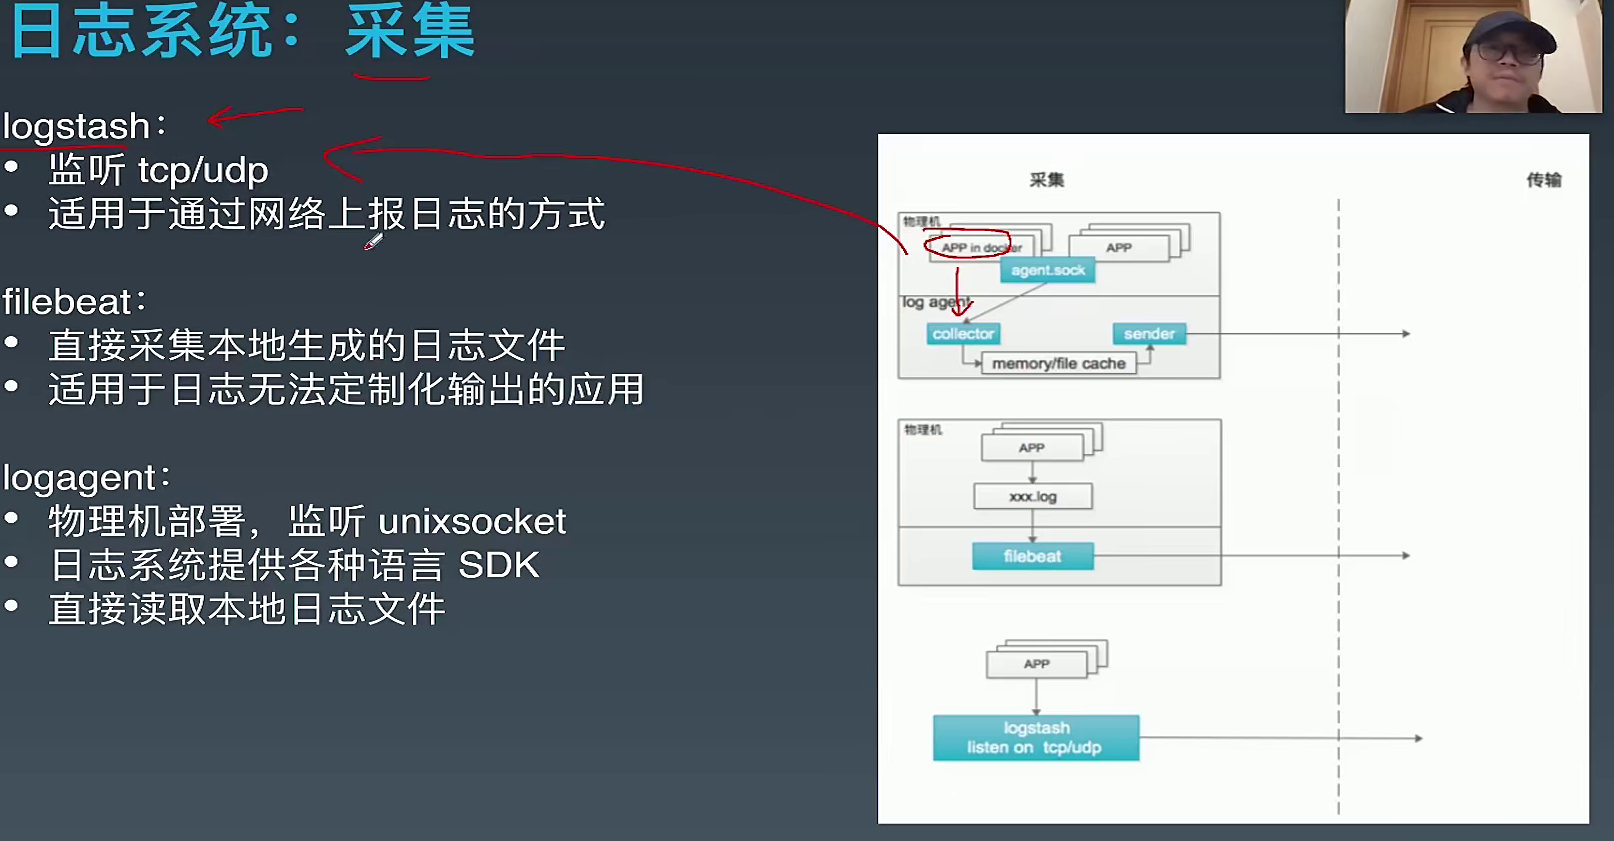 日志系统：采集
logstash：
• 监听 tcp/udp
• 适用于通过网络上报日志的方式
filebeat：
• 直接采集本地生成的日志文件
• 适用于日志无法定制化输出的应用
logagent：
• 物理机部署，监听 unixsocket
• 日志系统提供各种语言 SDK
• 直接读取本地日志文件
采集
传输
物理机
APP in docker
APP
agent.sock
log agent
collector
sender
memory/file cache
物理机
APP
xxx.log
filebeat
APP
logstash
listen on tcp/udp